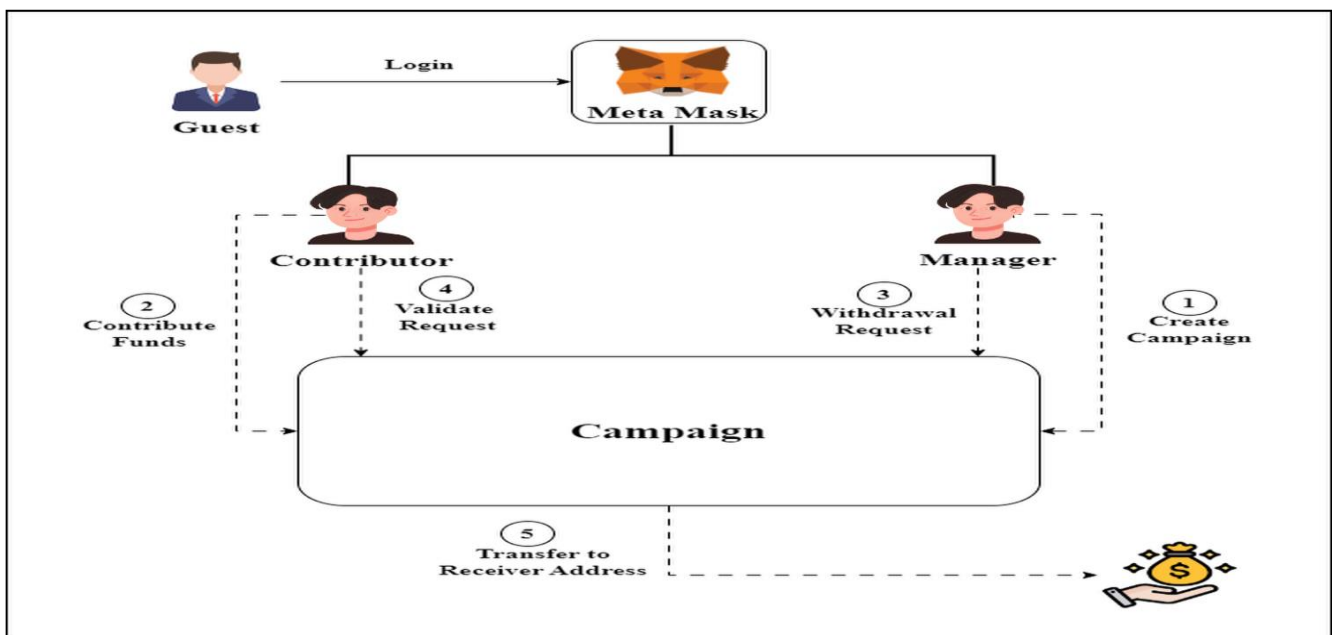 Login
Meta Mask
Guest
Contributor
Manager
4
Validate
Request
3
Withdrawal
Request
2
Contribute
Funds
1
Create
Campaign
Campaign
5
Transfer to
Receiver Address
$